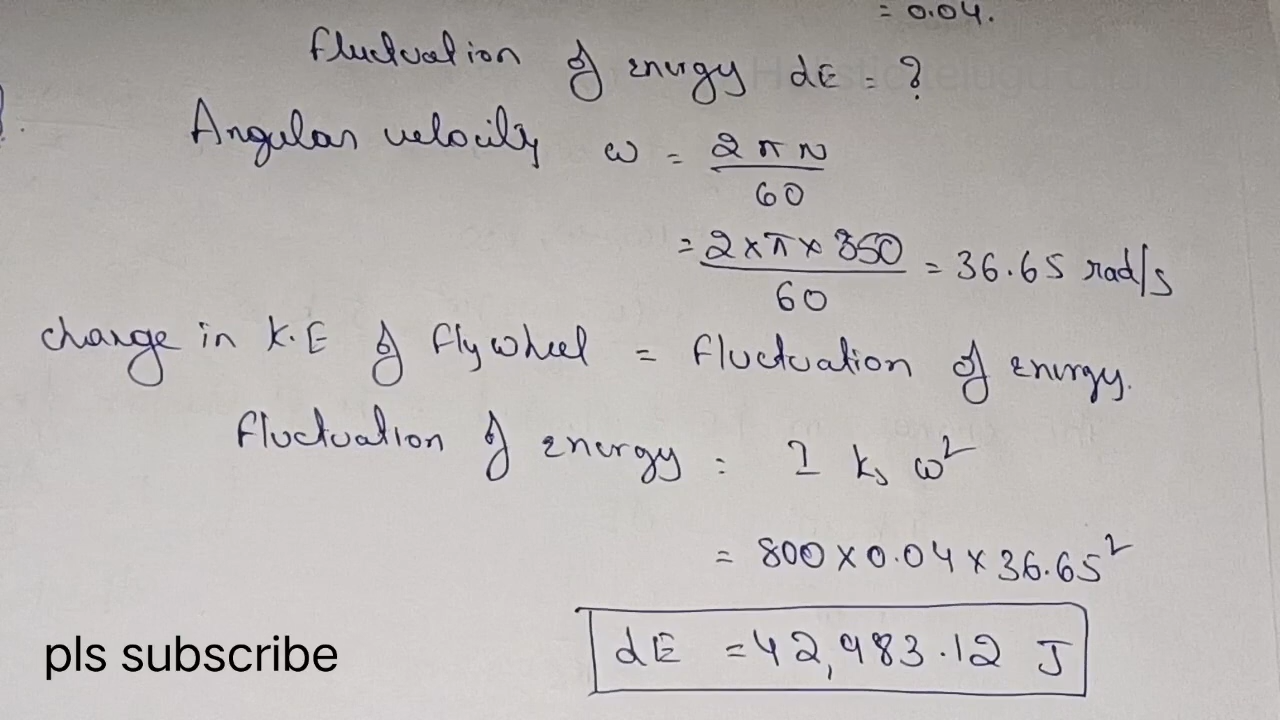 = 0.04.
Fluctuation of energy dE = ?
Angular velocity ω = 2πN
60
= 2×π×350 = 36.65 rad/s
60
change in K.E of flywheel = fluctuation of energy.
fluctuation of energy = I ks ω²
= 800×0.04×36.65²
dE = 42,983.12 J
pls subscribe